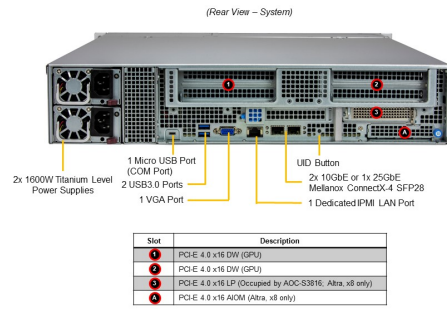 (Rear View – System)
1
2
3
A
1 Micro USB Port
(COM Port)
2 USB3.0 Ports
1 VGA Port
UID Button
2x 10GbE or 1x 25GbE
Mellanox ConnectX-4 SFP28
1 Dedicated IPMI LAN Port
2x 1600W Titanium Level
Power Supplies
Slot Description
1 PCI-E 4.0 x16 DW (GPU)
2 PCI-E 4.0 x16 DW (GPU)
3 PCI-E 4.0 x16 LP (Occupied by AOC-S3816; Altra, x8 only)
A PCI-E 4.0 x16 AIOM (Altra, x8 only)